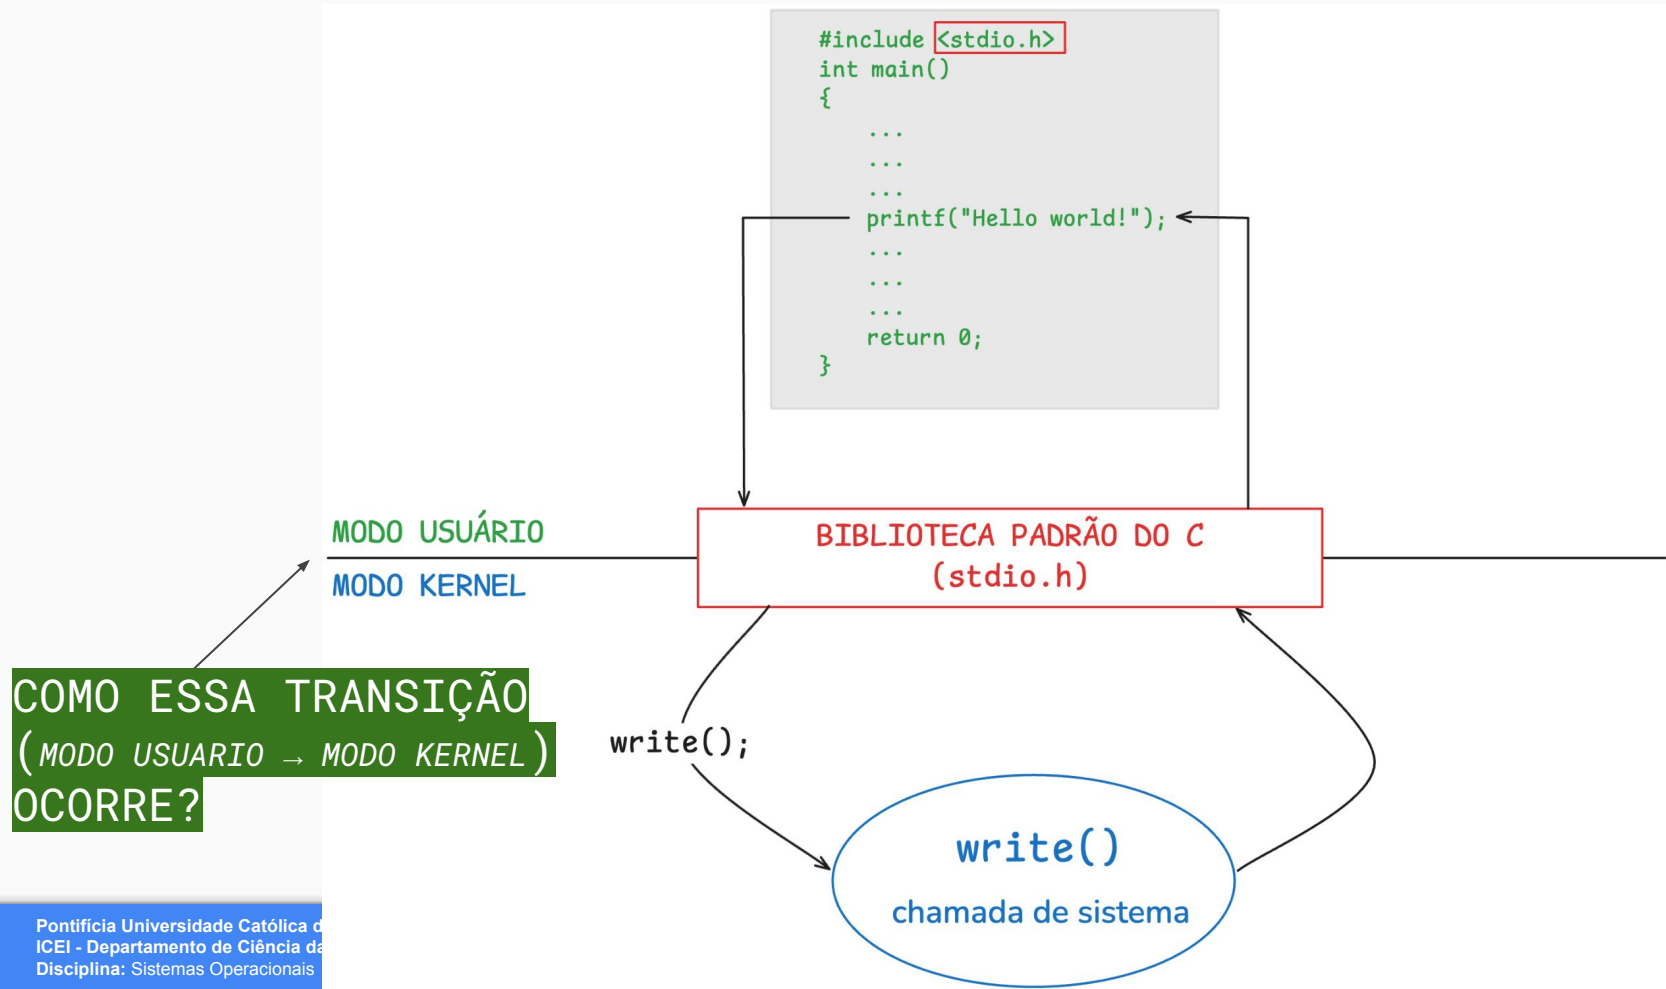 #include <stdio.h>
int main()
{
...
...
...
printf("Hello world!");
...
...
...
return 0;
}
MODO USUÁRIO
MODO KERNEL
BIBLIOTECA PADRÃO DO C
(stdio.h)
COMO ESSA TRANSIÇÃO
(MODO USUARIO → MODO KERNEL)
OCORRE?
write();
write()
chamada de sistema
Pontifícia Universidade Católica d
ICEI - Departamento de Ciência da
Disciplina: Sistemas Operacionais